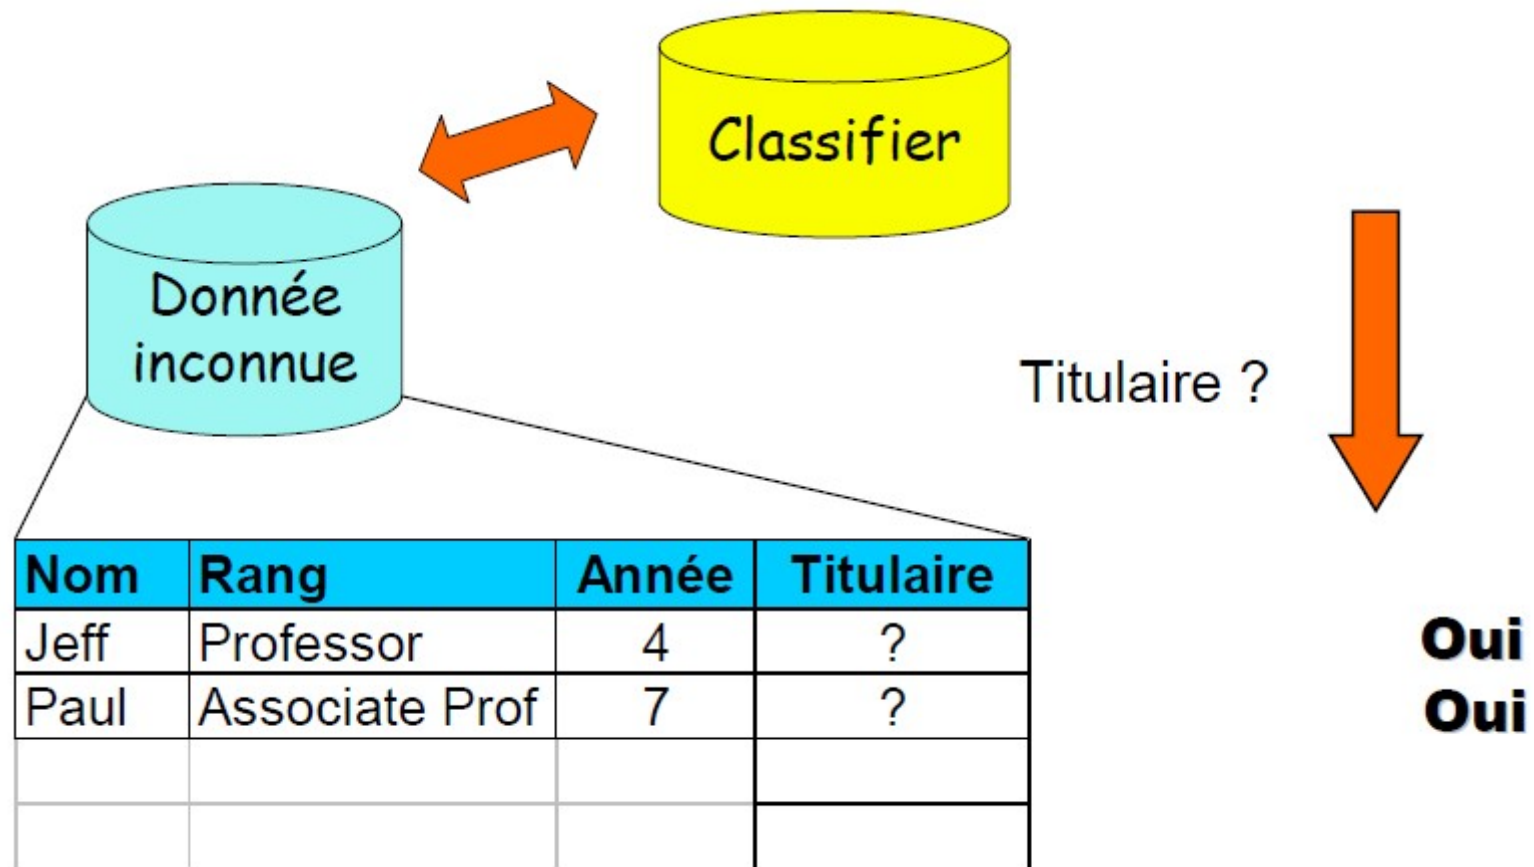 Classifier
Donnée
inconnue
Titulaire ?
Nom Rang Année Titulaire
Jeff Professor 4 ? Oui
Paul Associate Prof 7 ? Oui